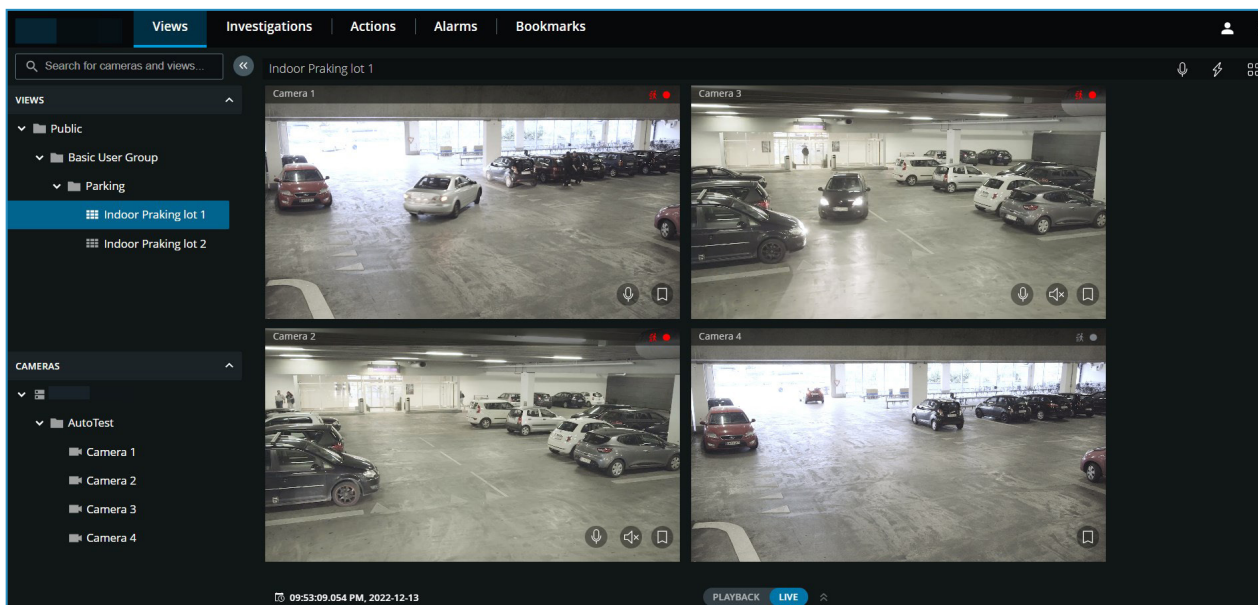 Views Investigations Actions Alarms Bookmarks
Search for cameras and views...
Indoor Praking lot 1
VIEWS
Public
Basic User Group
Parking
Indoor Praking lot 1
Indoor Praking lot 2
CAMERAS
AutoTest
Camera 1
Camera 2
Camera 3
Camera 4
Camera 1
Camera 3
Camera 2
Camera 4
09:53:09.054 PM, 2022-12-13
PLAYBACK LIVE